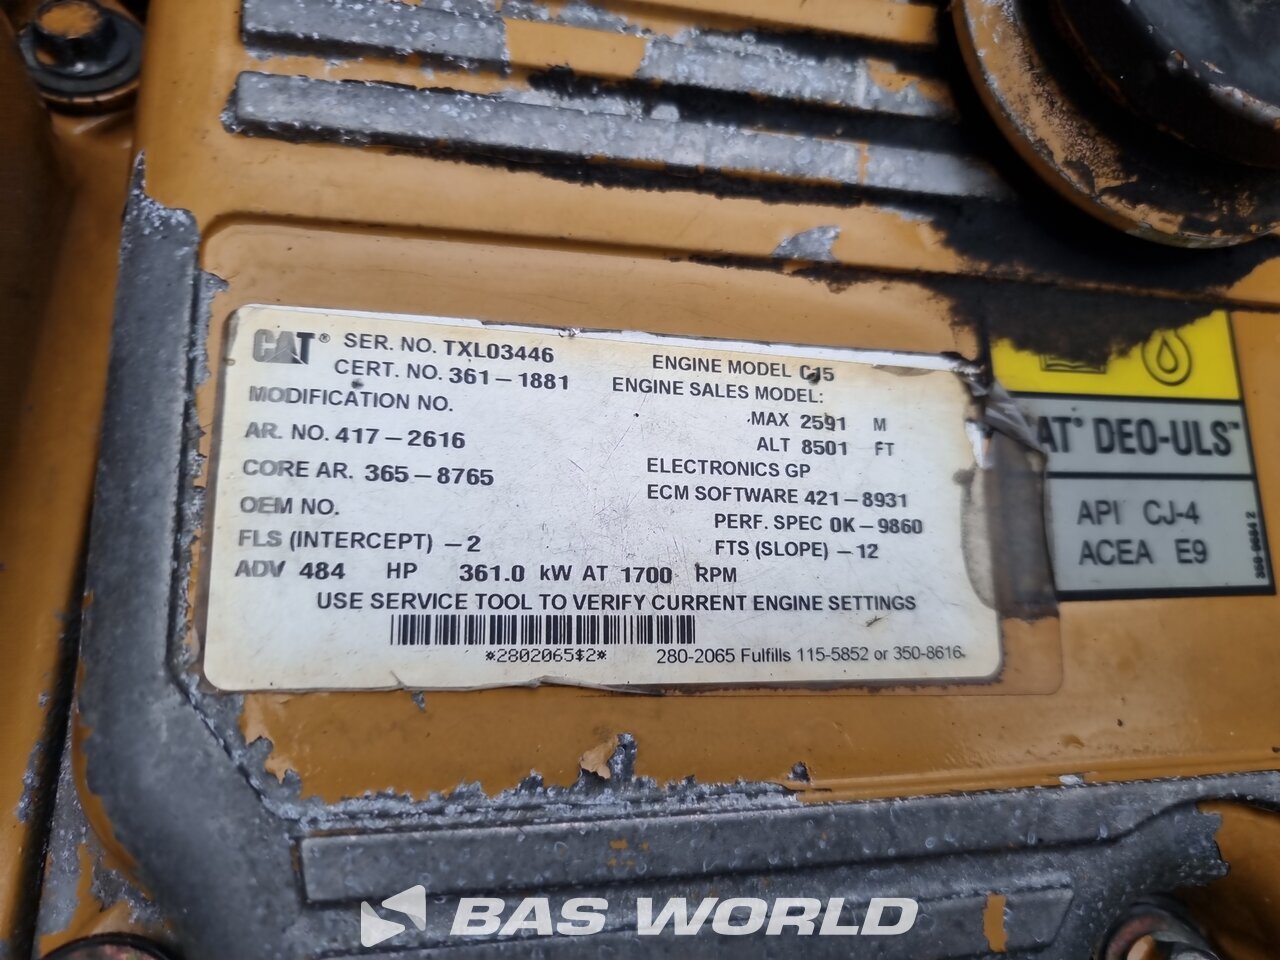 CAT® SER. NO. TXL03446 ENGINE MODEL C15
CERT. NO. 361-1881 ENGINE SALES MODEL:
MODIFICATION NO. MAX 2591 M
AR. NO. 417-2616 ALT 8501 FT
CORE AR. 365-8765 ELECTRONICS GP
OEM NO. ECM SOFTWARE 421-8931
PERF. SPEC 0K-9860
FLS (INTERCEPT) -2 FTS (SLOPE) -12
ADV 484 HP 361.0 kW AT 1700 RPM
USE SERVICE TOOL TO VERIFY CURRENT ENGINE SETTINGS
*2802065$2* 280-2065 Fulfills 115-5852 or 350-8616
DEO-ULS™
API CJ-4
ACEA E9
BAS WORLD